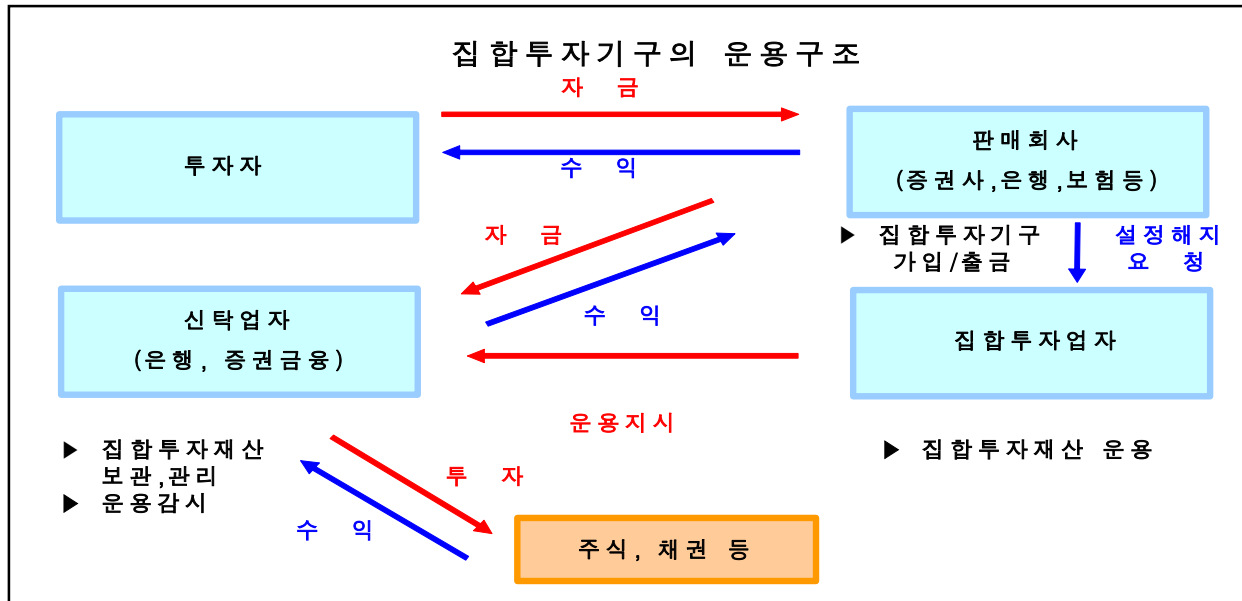 집합투자기구의 운용구조
자 금
투자자
수 익
판매회사
(증권사,은행,보험등)
자 금
▶ 집합투자기구
가입/출금
설정해지
요 청
신탁업자
(은행, 증권금융)
수 익
집합투자업자
운용지시
▶ 집합투자재산
보관,관리
▶ 운용감시
▶ 집합투자재산 운용
투 자
수 익
주식, 채권 등